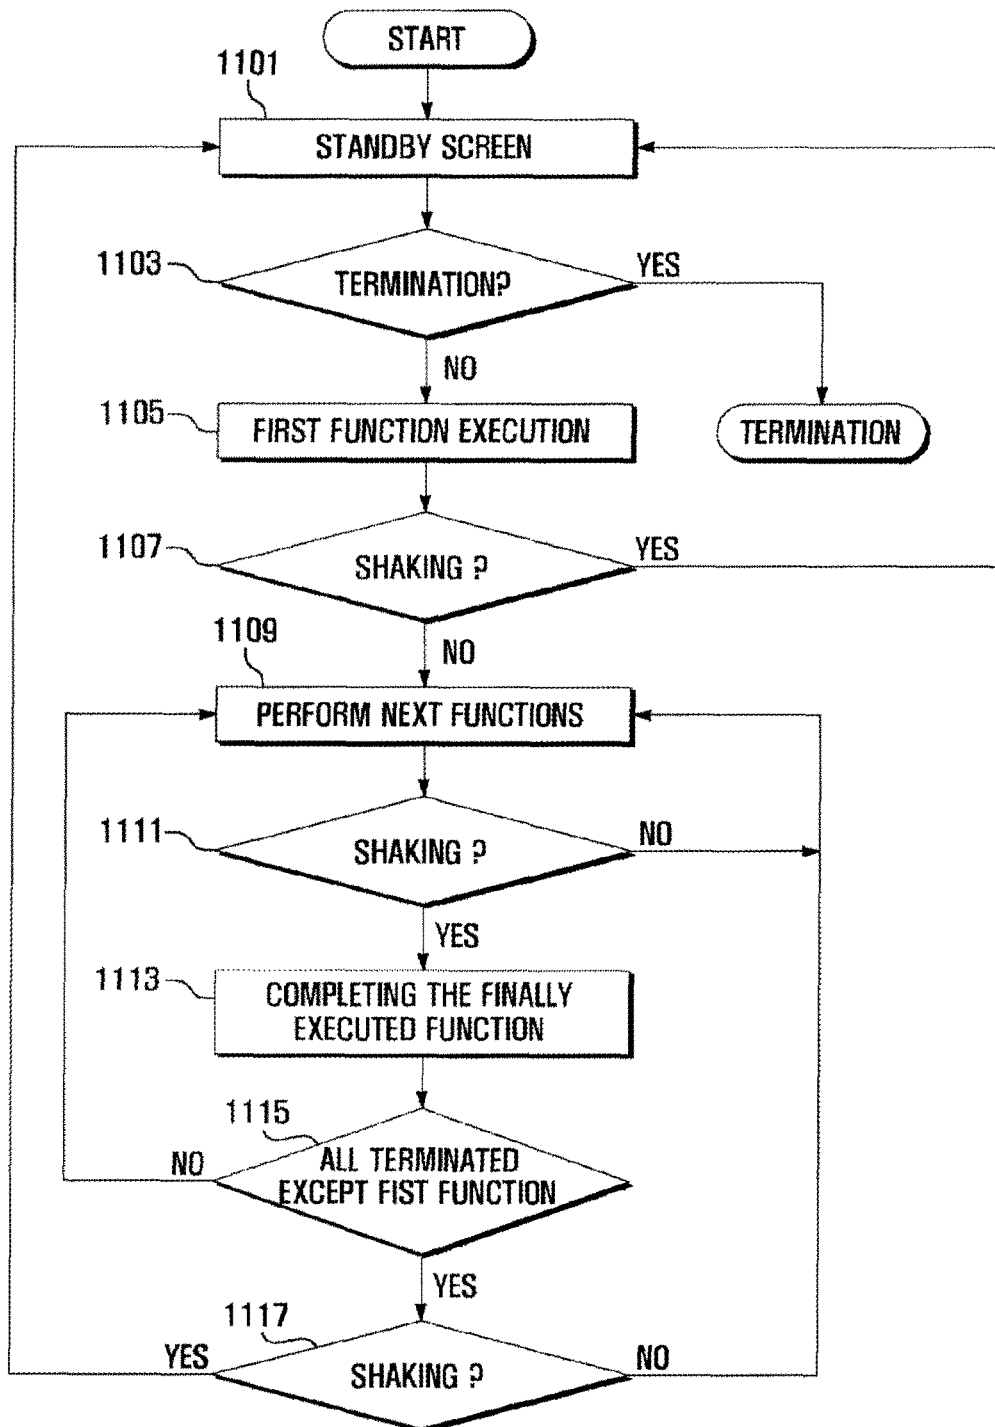 START
1101
STANDBY SCREEN
1103
TERMINATION?
YES
NO
1105
FIRST FUNCTION EXECUTION
TERMINATION
1107
SHAKING ?
YES
NO
1109
PERFORM NEXT FUNCTIONS
1111
SHAKING ?
NO
YES
1113
COMPLETING THE FINALLY
EXECUTED FUNCTION
1115
ALL TERMINATED
EXCEPT FIST FUNCTION
NO
YES
1117
YES
SHAKING ?
NO